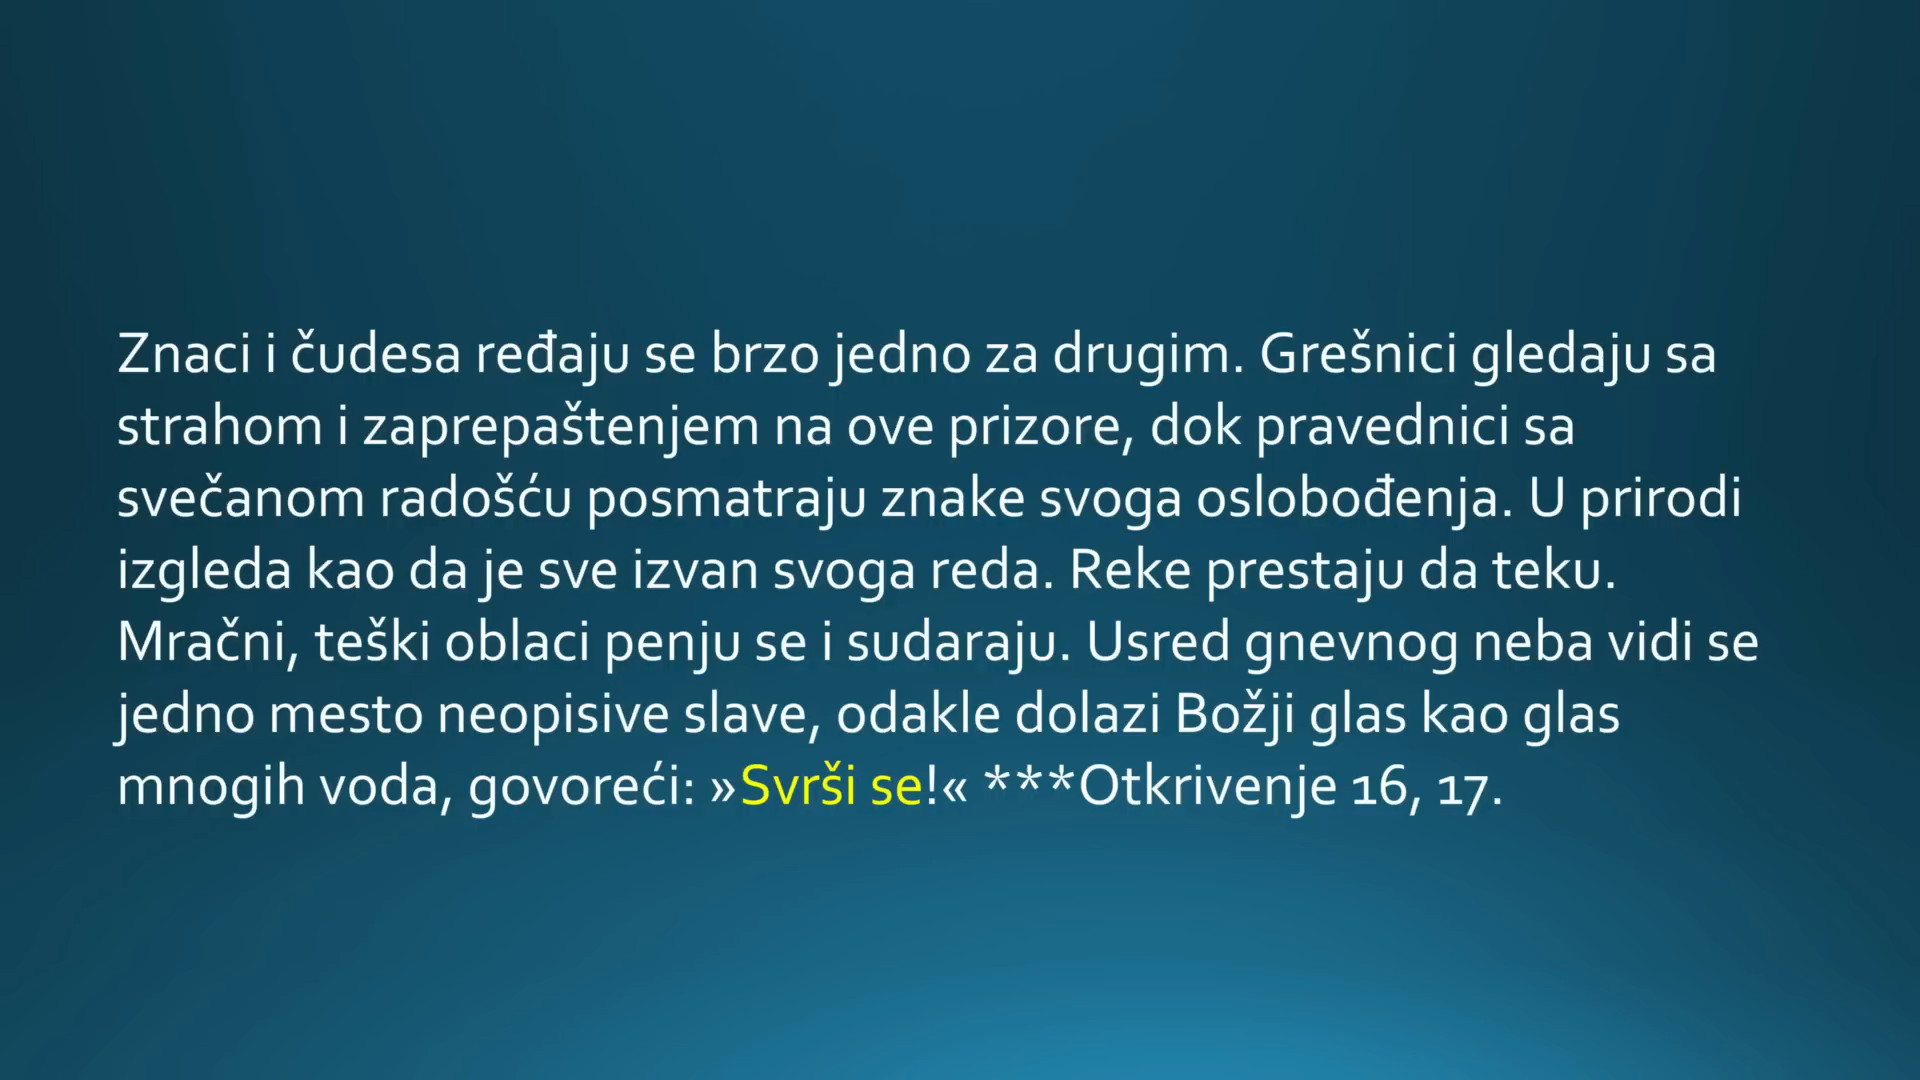 Znaci i čudesa ređaju se brzo jedno za drugim. Grešnici gledaju sa
strahom i zaprepaštenjem na ove prizore, dok pravednici sa
svečanom radošću posmatraju znake svoga oslobođenja. U prirodi
izgleda kao da je sve izvan svoga reda. Reke prestaju da teku.
Mračni, teški oblaci penju se i sudaraju. Usred gnevnog neba vidi se
jedno mesto neopisive slave, odakle dolazi Božji glas kao glas
mnogih voda, govoreći: »Svrši se!« ***Otkrivenje 16, 17.